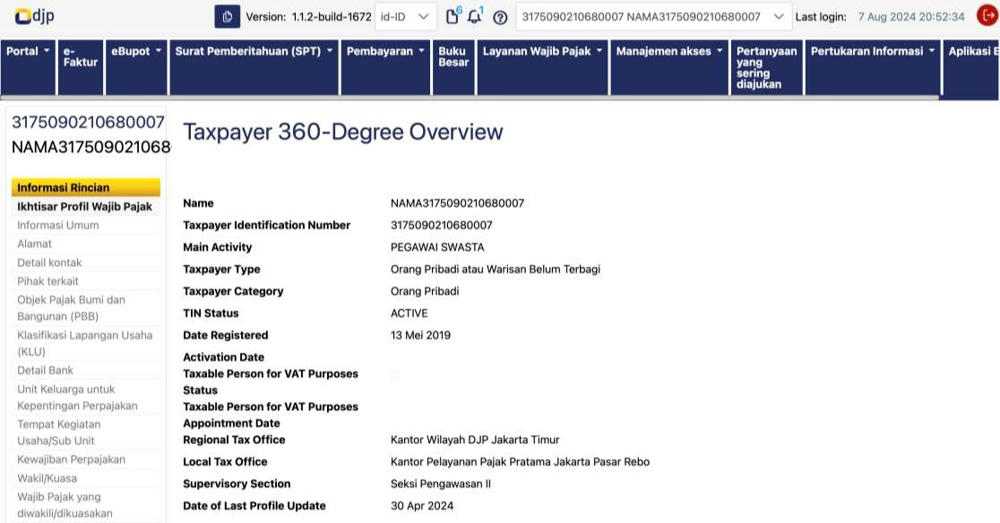 djp
Version: 1.1.2-build-1672
id-ID
6
1
3175090210680007 NAMA3175090210680007
Last login: 7 Aug 2024 20:52:34
Portal
e-
Faktur
eBupot
Surat Pemberitahuan (SPT)
Pembayaran
Buku
Besar
Layanan Wajib Pajak
Manajemen akses
Pertanyaan
yang
sering
diajukan
Pertukaran Informasi
Aplikasi E
3175090210680007
NAMA317509021068
Informasi Rincian
Ikhtisar Profil Wajib Pajak
Informasi Umum
Alamat
Detail kontak
Pihak terkait
Objek Pajak Bumi dan
Bangunan (PBB)
Klasifikasi Lapangan Usaha
(KLU)
Detail Bank
Unit Keluarga untuk
Kepentingan Perpajakan
Tempat Kegiatan
Usaha/Sub Unit
Kewajiban Perpajakan
Wakil/Kuasa
Wajib Pajak yang
diwakili/dikuasakan
Taxpayer 360-Degree Overview
Name NAMA3175090210680007
Taxpayer Identification Number 3175090210680007
Main Activity PEGAWAI SWASTA
Taxpayer Type Orang Pribadi atau Warisan Belum Terbagi
Taxpayer Category Orang Pribadi
TIN Status ACTIVE
Date Registered 13 Mei 2019
Activation Date
Taxable Person for VAT Purposes
Status
Taxable Person for VAT Purposes
Appointment Date
Regional Tax Office Kantor Wilayah DJP Jakarta Timur
Local Tax Office Kantor Pelayanan Pajak Pratama Jakarta Pasar Rebo
Supervisory Section Seksi Pengawasan II
Date of Last Profile Update 30 Apr 2024